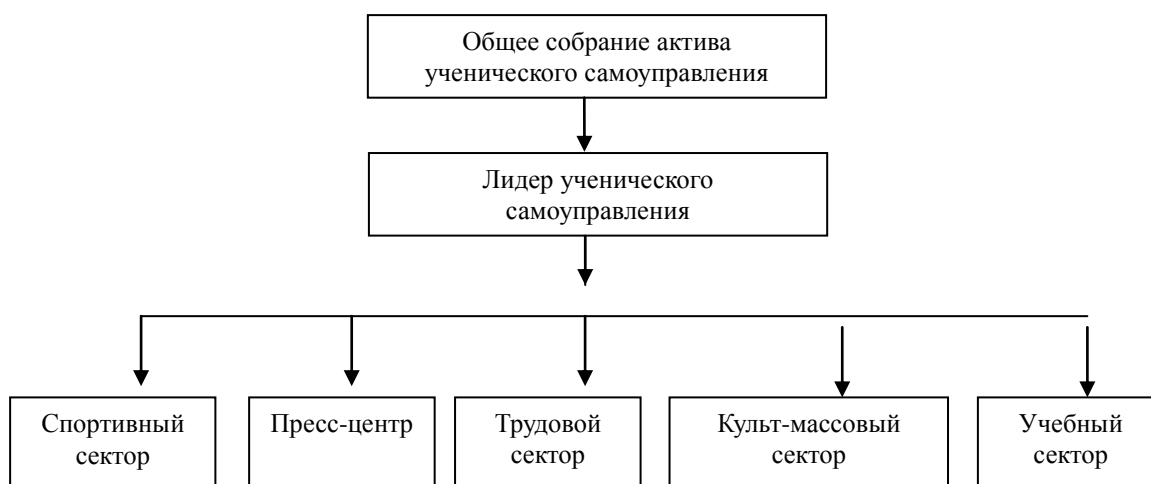 Общее собрание актива
ученического самоуправления
Лидер ученического
самоуправления
Спортивный
сектор
Пресс-центр
Трудовой
сектор
Культ-массовый
сектор
Учебный
сектор